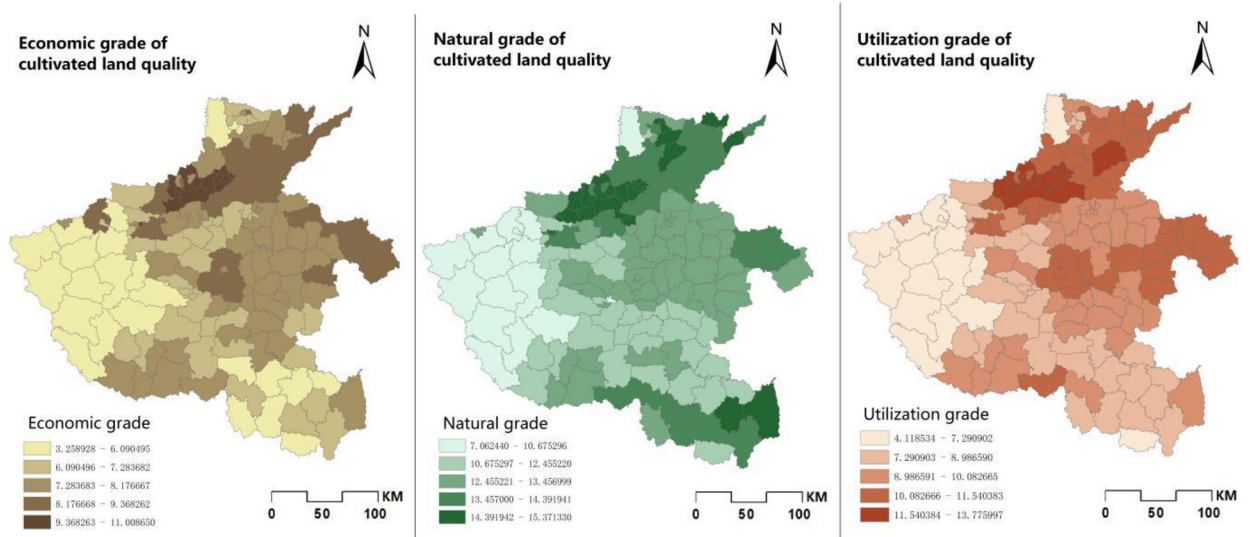 Economic grade of
cultivated land quality
N
Economic grade
3.258928 - 6.090495
6.090496 - 7.283682
7.283683 - 8.176667
8.176668 - 9.368262
9.368263 - 11.008650
KM
0 50 100
Natural grade of
cultivated land quality
N
Natural grade
7.062440 - 10.675296
10.675297 - 12.455220
12.455221 - 13.456999
13.457000 - 14.391941
14.391942 - 15.371330
KM
0 50 100
Utilization grade of
cultivated land quality
N
Utilization grade
4.118534 - 7.290902
7.290903 - 8.986590
8.986591 - 10.082665
10.082666 - 11.540383
11.540384 - 13.775997
KM
0 50 100